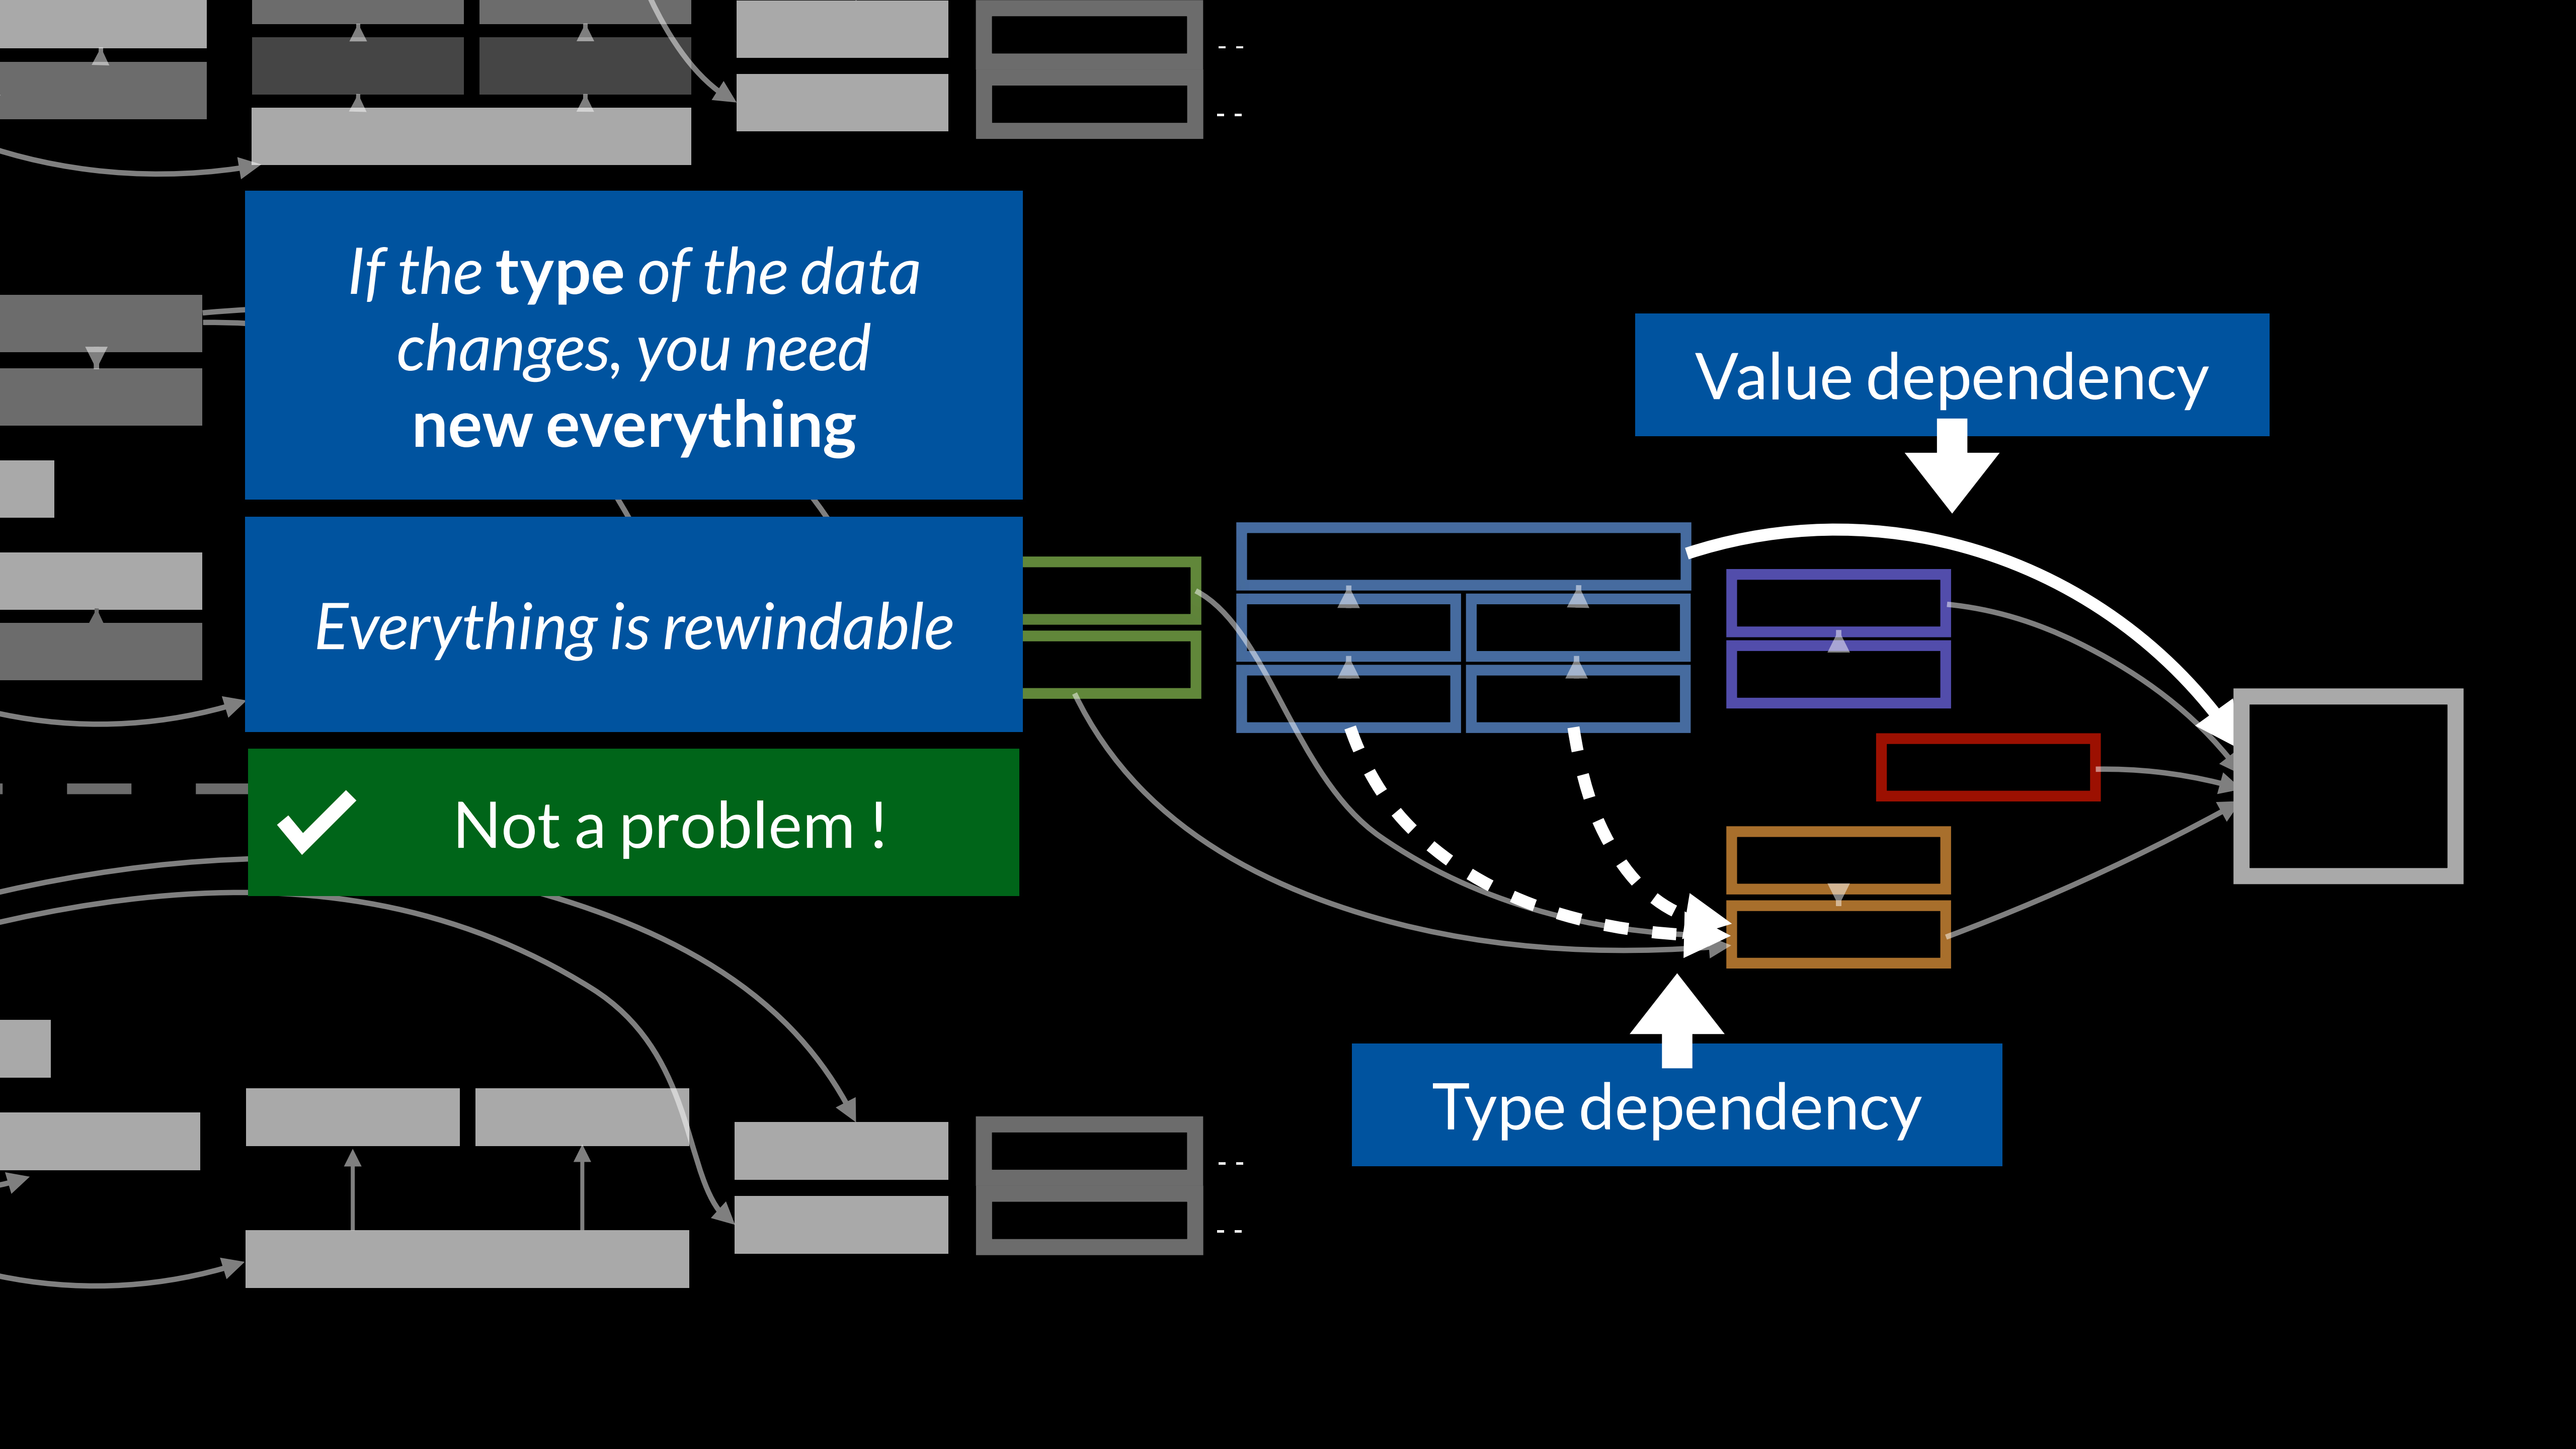 If the type of the data
changes, you need
new everything
Everything is rewindable
Not a problem !
Value dependency
Type dependency
--
--
--
--